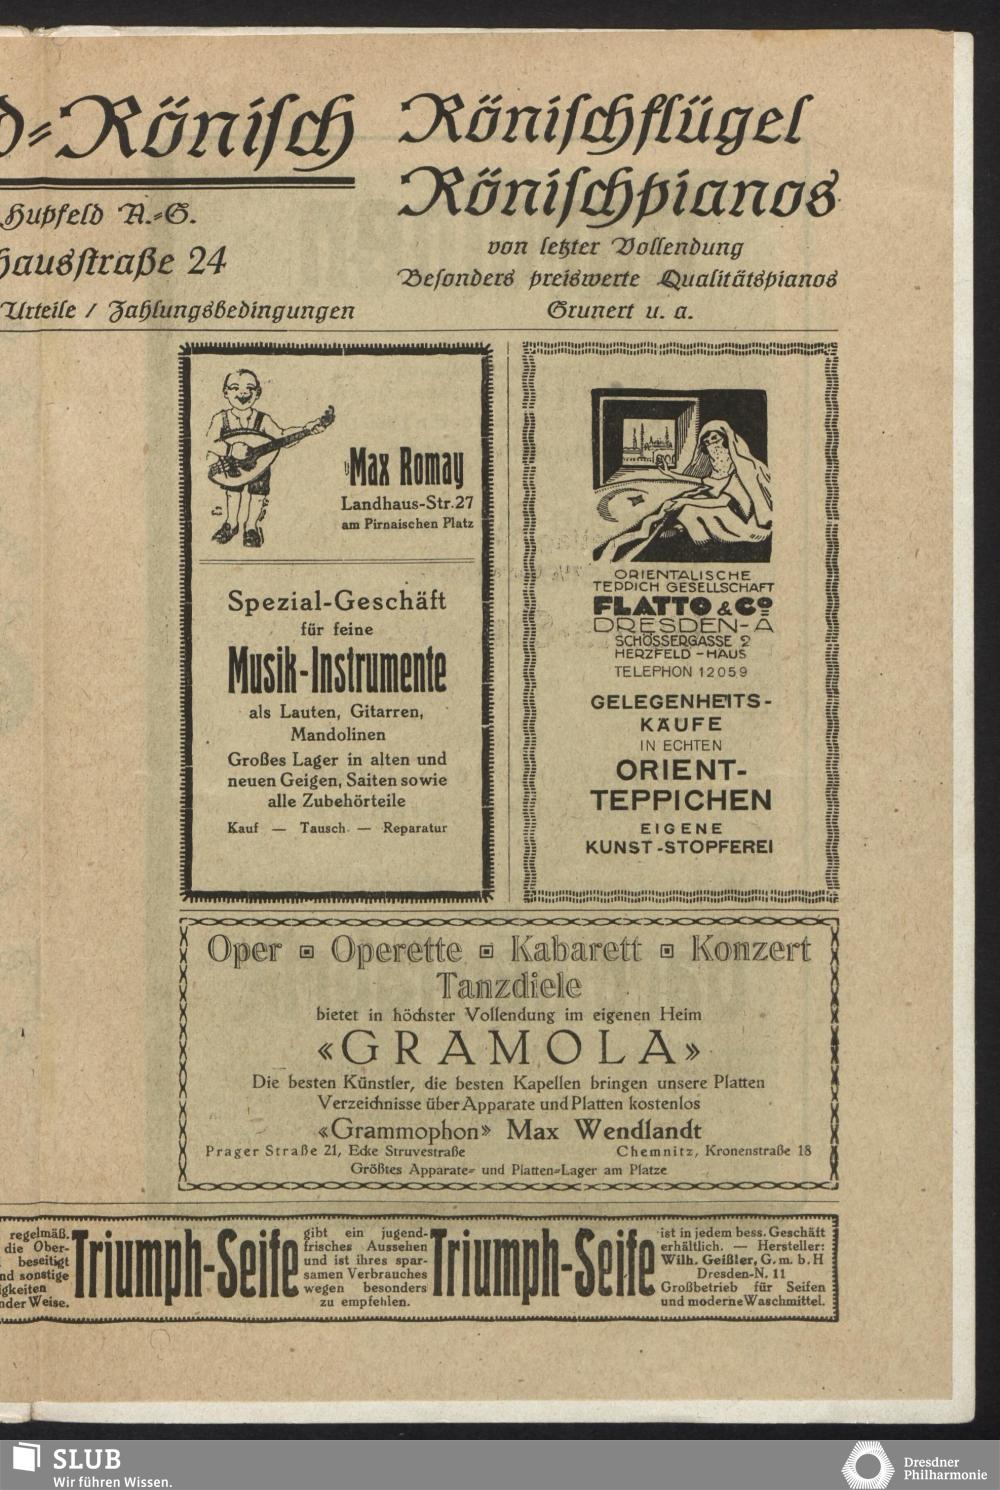 d=Rönisch
Hupfeld A.=G.
hausstraße 24
Urteile / Zahlungsbedingungen
Rönischflügel
Rönischpianos
von letzter Vollendung
Besonders preiswerte Qualitätspianos
Grunert u. a.
Max Romay
Landhaus-Str. 27
am Pirnaischen Platz
Spezial-Geschäft
für feine
Musik-Instrumente
als Lauten, Gitarren,
Mandolinen
Großes Lager in alten und
neuen Geigen, Saiten sowie
alle Zubehörteile
Kauf — Tausch — Reparatur
ORIENTALISCHE
TEPPICH GESELLSCHAFT
FLATTO & Co
DRESDEN-A
SCHÖSSERGASSE 2
HERZFELD-HAUS
TELEPHON 12059
GELEGENHEITS-
KÄUFE
IN ECHTEN
ORIENT-
TEPPICHEN
EIGENE
KUNST-STOPFEREI
Oper Operette Kabarett Konzert
Tanzdiele
bietet in höchster Vollendung im eigenen Heim
«GRAMOLA»
Die besten Künstler, die besten Kapellen bringen unsere Platten
Verzeichnisse über Apparate und Platten kostenlos
«Grammophon» Max Wendlandt
Prager Straße 21, Ecke Struvestraße Chemnitz, Kronenstraße 18
Größtes Apparate= und Platten=Lager am Platze
regelmäß.
die Ober-
beseitigt
nd sonstige
igkeiten
nder Weise.
Triumph-Seife
gibt ein jugend-
frisches Aussehen
und ist ihres spar-
samen Verbrauches
wegen besonders
zu empfehlen.
Triumph-Seife
ist in jedem bess. Geschäft
erhältlich. — Hersteller:
Wilh. Geißler, G. m. b. H
Dresden-N. 11
Großbetrieb für Seifen
und moderne Waschmittel.
SLUB
Wir führen Wissen.
Dresdner
Philharmonie